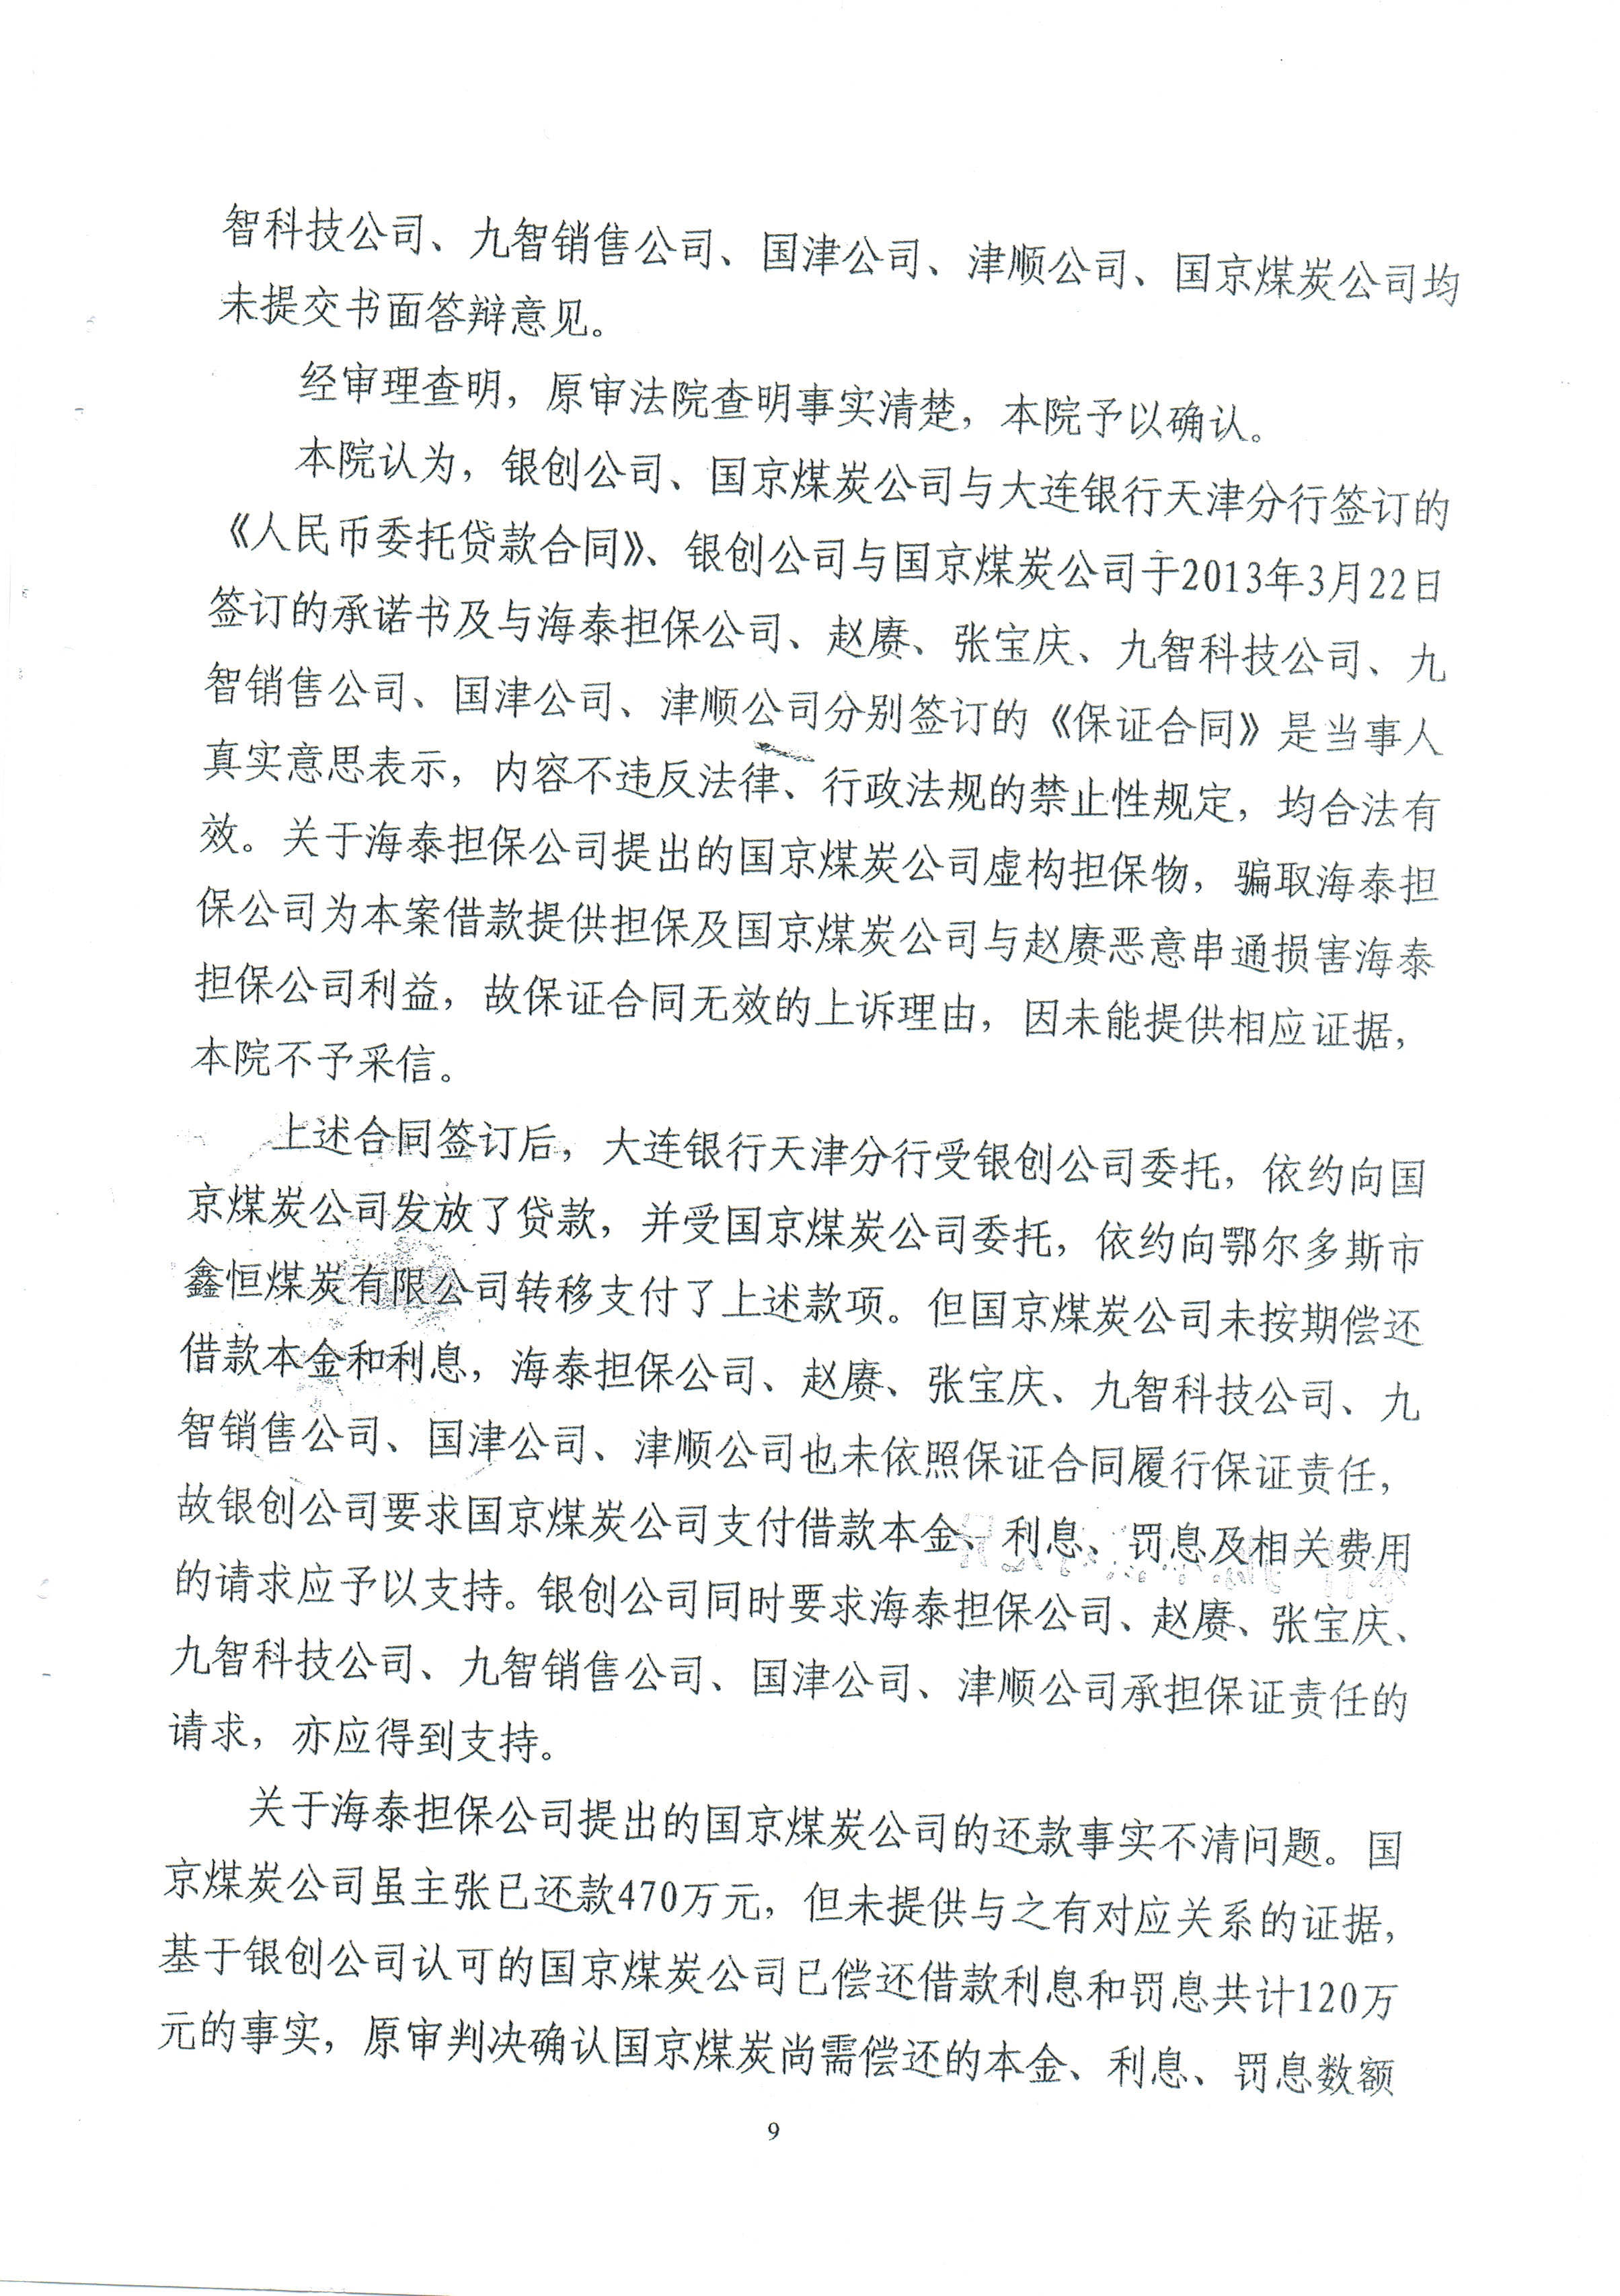 智科技公司、九智销售公司、国津公司、津顺公司、国京煤炭公司均
未提交书面答辩意见。
经审理查明，原审法院查明事实清楚，本院予以确认。
本院认为，银创公司、国京煤炭公司与大连银行天津分行签订的
《人民币委托贷款合同》、银创公司与国京煤炭公司于2013年3月22日
签订的承诺书及与海泰担保公司、赵赓、张宝庆、九智科技公司、九
智销售公司、国津公司、津顺公司分别签订的《保证合同》是当事人
真实意思表示，内容不违反法律、行政法规的禁止性规定，均合法有
效。关于海泰担保公司提出的国京煤炭公司虚构担保物，骗取海泰担
保公司为本案借款提供担保及国京煤炭公司与赵赓恶意串通损害海泰
担保公司利益，故保证合同无效的上诉理由，因未能提供相应证据，
本院不予采信。
上述合同签订后，大连银行天津分行受银创公司委托，依约向国
京煤炭公司发放了贷款，并受国京煤炭公司委托，依约向鄂尔多斯市
鑫恒煤炭有限公司转移支付了上述款项。但国京煤炭公司未按期偿还
借款本金和利息，海泰担保公司、赵赓、张宝庆、九智科技公司、九
智销售公司、国津公司、津顺公司也未依照保证合同履行保证责任，
故银创公司要求国京煤炭公司支付借款本金、利息、罚息及相关费用
的请求应予以支持。银创公司同时要求海泰担保公司、赵赓、张宝庆、
九智科技公司、九智销售公司、国津公司、津顺公司承担保证责任的
请求，亦应得到支持。
关于海泰担保公司提出的国京煤炭公司的还款事实不清问题。国
京煤炭公司虽主张已还款470万元，但未提供与之有对应关系的证据，
基于银创公司认可的国京煤炭公司已偿还借款利息和罚息共计120万
元的事实，原审判决确认国京煤炭尚需偿还的本金、利息、罚息数额
9